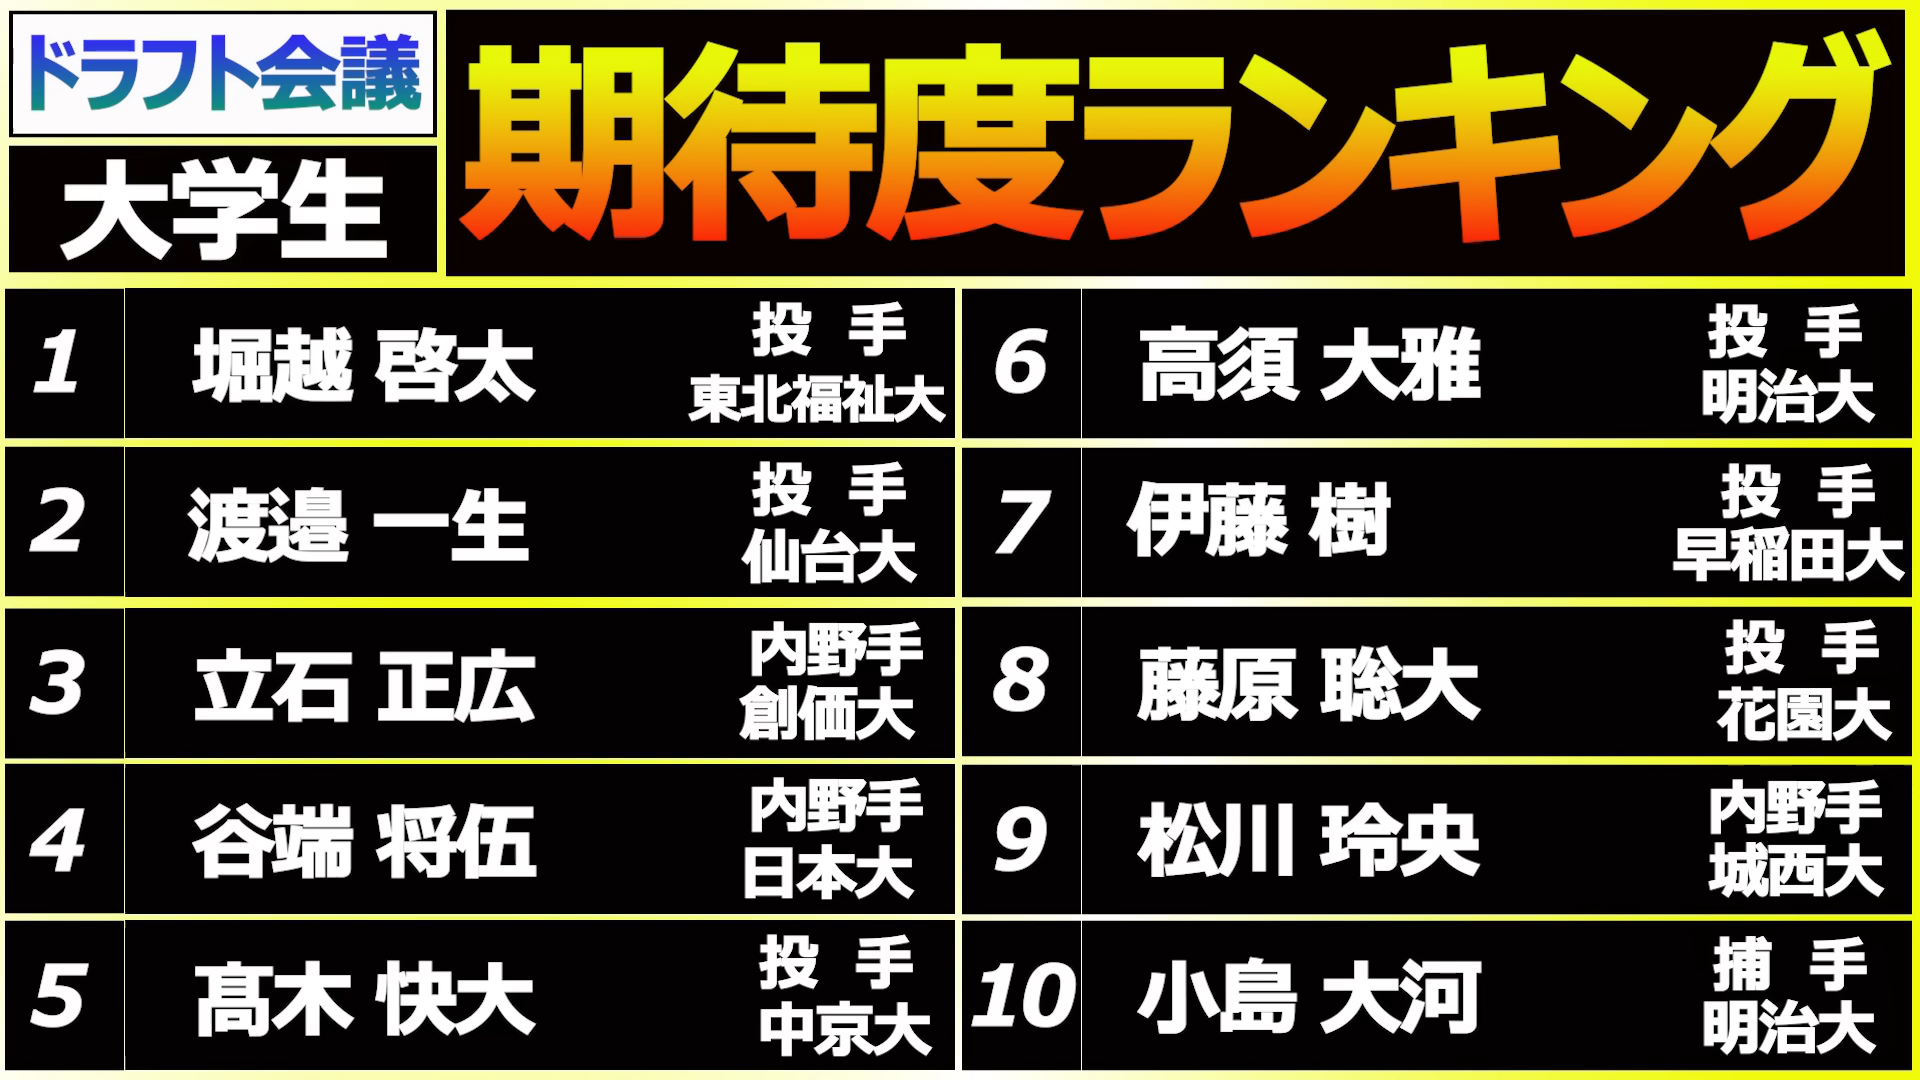 ドラフト会議
大学生
期待度ランキング
1
堀越 啓太
投 手
東北福祉大
2
渡邉 一生
投 手
仙台大
3
立石 正広
内野手
創価大
4
谷端 将伍
内野手
日本大
5
髙木 快大
投 手
中京大
6
高須 大雅
投 手
明治大
7
伊藤 樹
投 手
早稲田大
8
藤原 聡大
投 手
花園大
9
松川 玲央
内野手
城西大
10
小島 大河
捕 手
明治大